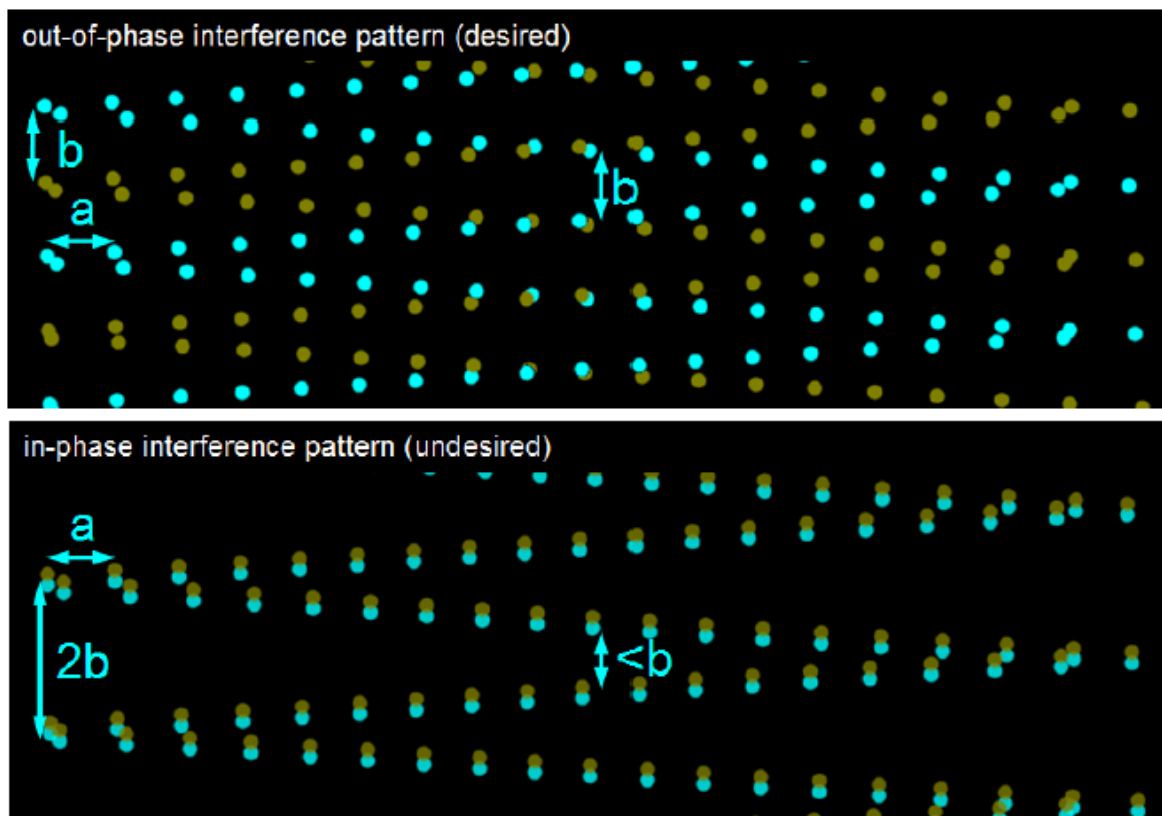 out-of-phase interference pattern (desired)
b
b
a
in-phase interference pattern (undesired)
a
2b
<b